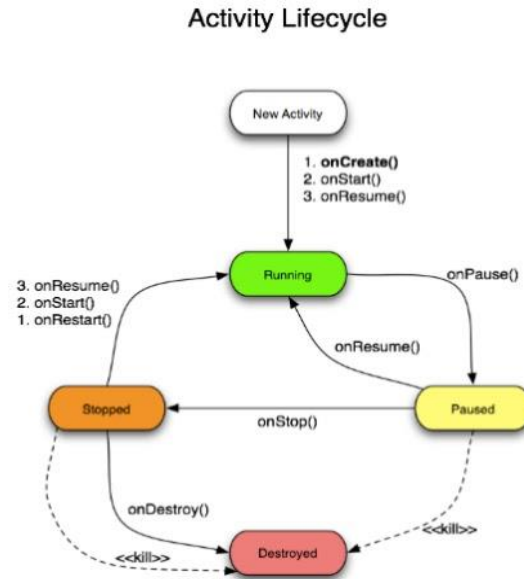 Activity Lifecycle
New Activity
1. onCreate()
2. onStart()
3. onResume()
3. onResume()
2. onStart()
1. onRestart()
Running
onPause()
onResume()
Stopped
Paused
onStop()
onDestroy()
<<kill>>
<<kill>>
Destroyed